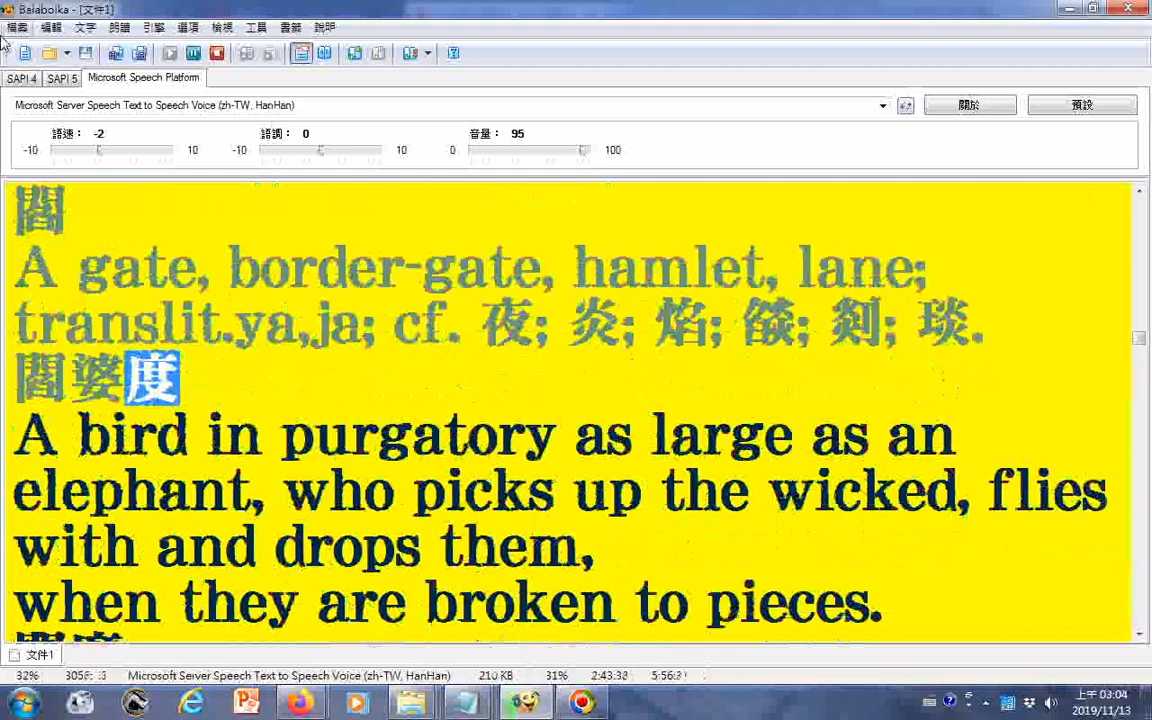 Balabolka - [文件1]
檔案 編輯 文字 朗讀 引擎 選項 檢視 工具 書籤 說明
SAPI 4 SAPI 5 Microsoft Speech Platform
Microsoft Server Speech Text to Speech Voice (zh-TW, HanHan) 關於 預設
語速： -2 語調： 0 音量： 95
-10 10 -10 10 0 100
閻
A gate, border-gate, hamlet, lane;
translit.ya,ja; cf. 夜; 炎; 焰; 燄; 剡; 琰.
閻婆度
A bird in purgatory as large as an
elephant, who picks up the wicked, flies
with and drops them,
when they are broken to pieces.
文件1
32% Microsoft Server Speech Text to Speech Voice (zh-TW, HanHan) 210 KB 31% 2:43:38
上午 03:04
2019/11/13